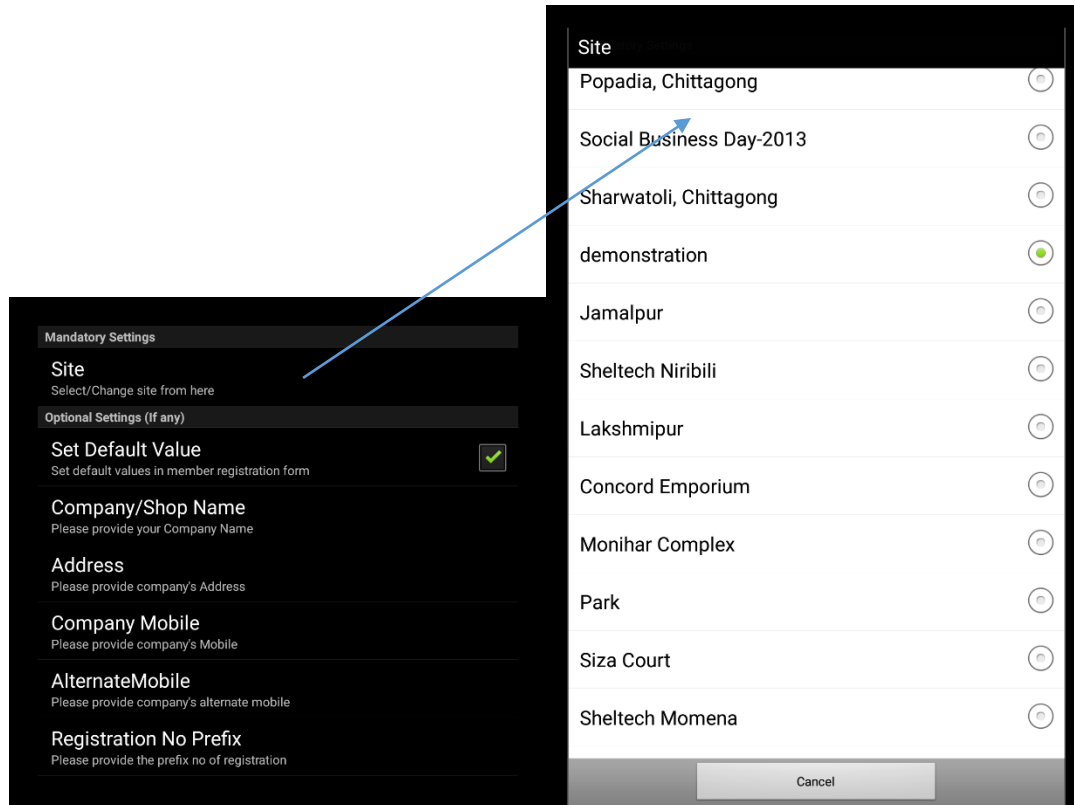 Mandatory Settings
Site
Select/Change site from here
Optional Settings (If any)
Set Default Value
Set default values in member registration form
Company/Shop Name
Please provide your Company Name
Address
Please provide company's Address
Company Mobile
Please provide company's Mobile
AlternateMobile
Please provide company's alternate mobile
Registration No Prefix
Please provide the prefix no of registration
Site
Popadia, Chittagong
Social Business Day-2013
Sharwatoli, Chittagong
demonstration
Jamalpur
Sheltech Niribili
Lakshmipur
Concord Emporium
Monihar Complex
Park
Siza Court
Sheltech Momena
Cancel